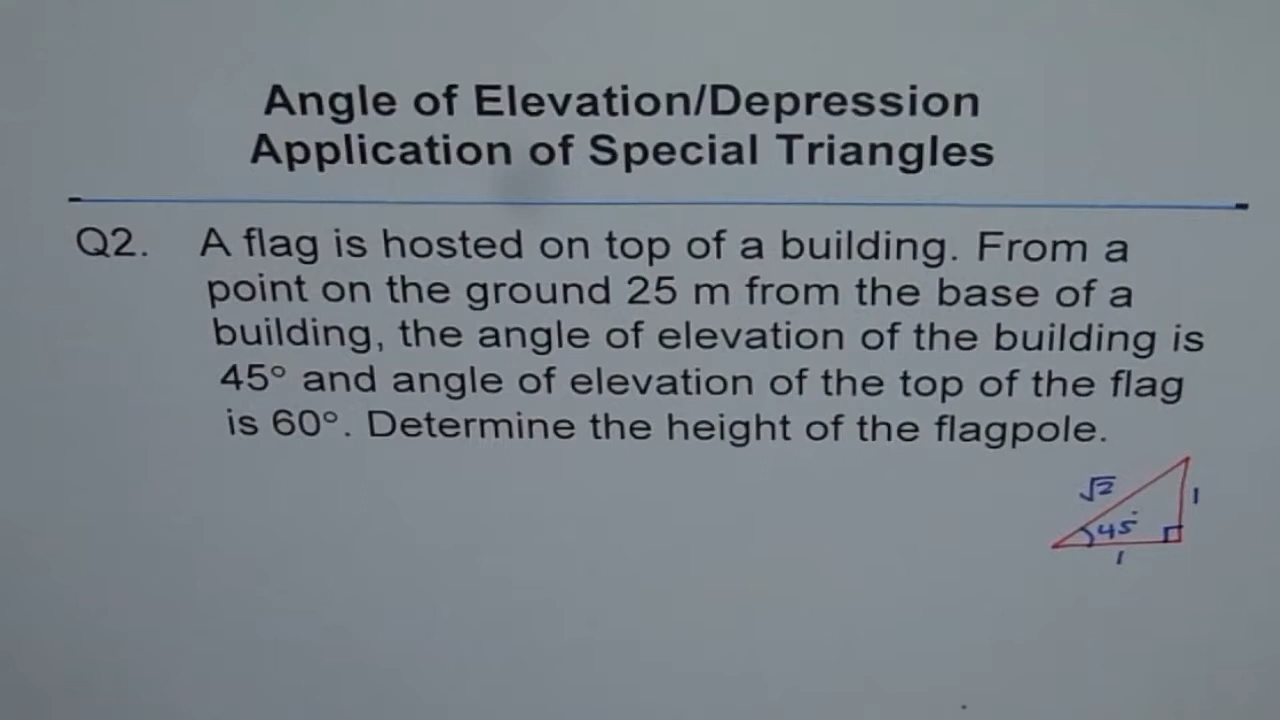 Angle of Elevation/Depression
Application of Special Triangles
Q2. A flag is hosted on top of a building. From a
point on the ground 25 m from the base of a
building, the angle of elevation of the building is
45° and angle of elevation of the top of the flag
is 60°. Determine the height of the flagpole.
√2
1
45°
1